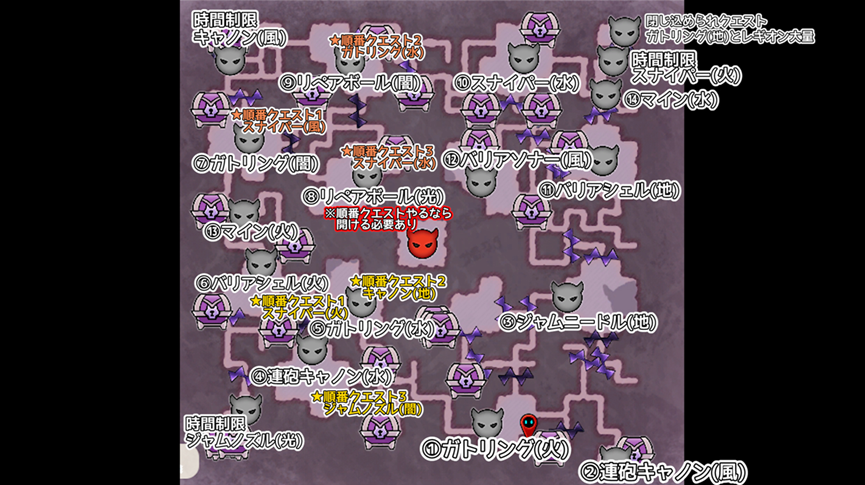 時間制限
キャノン(風)
★順番クエスト2
ガトリング(水)
閉じ込められクエスト
ガトリング(地)とレギオン大量
時間制限
スナイパー(火)
⑨リペアポール(闇)
⑩スナイパー(水)
⑭マイン(水)
★順番クエスト1
スナイパー(風)
★順番クエスト3
スナイパー(水)
⑦ガトリング(闇)
⑫バリアソナー(風)
⑧リペアポール(光)
⑪バリアシェル(地)
※順番クエストやるなら
開ける必要あり
⑬マイン(火)
⑥バリアシェル(火)
★順番クエスト2
キャノン(地)
★順番クエスト1
スナイパー(火)
⑤ガトリング(水)
③ジャムニードル(地)
④連砲キャノン(水)
★順番クエスト3
ジャムノズル(闇)
時間制限
ジャムノズル(光)
①ガトリング(火)
②連砲キャノン(風)